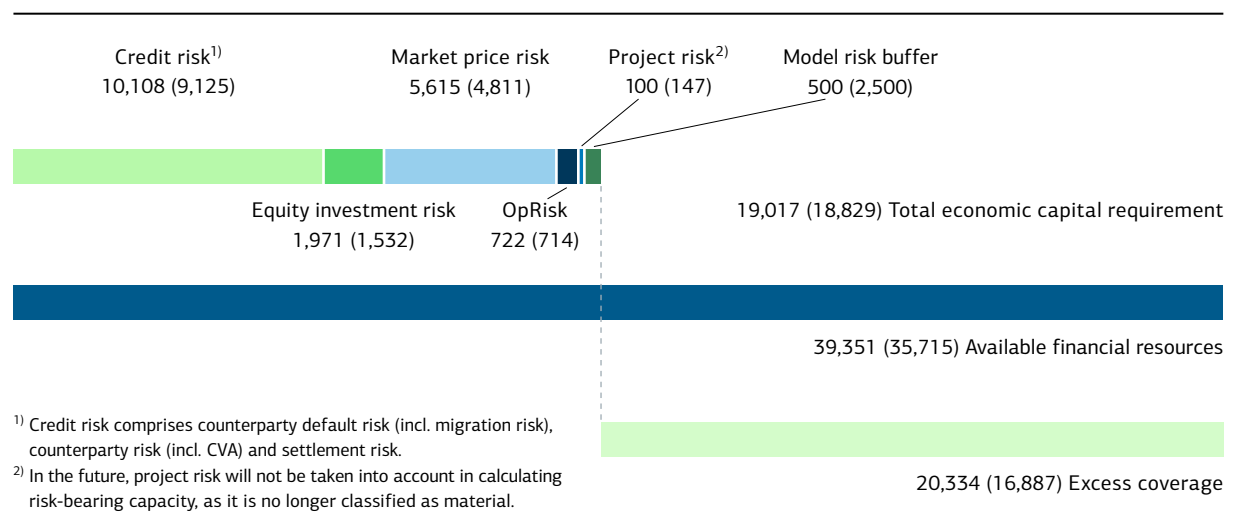 Credit risk1)
10,108 (9,125)
Market price risk
5,615 (4,811)
Project risk2)
100 (147)
Model risk buffer
500 (2,500)
Equity investment risk
1,971 (1,532)
OpRisk
722 (714)
19,017 (18,829) Total economic capital requirement
39,351 (35,715) Available financial resources
1) Credit risk comprises counterparty default risk (incl. migration risk),
counterparty risk (incl. CVA) and settlement risk.
2) In the future, project risk will not be taken into account in calculating
risk-bearing capacity, as it is no longer classified as material.
20,334 (16,887) Excess coverage